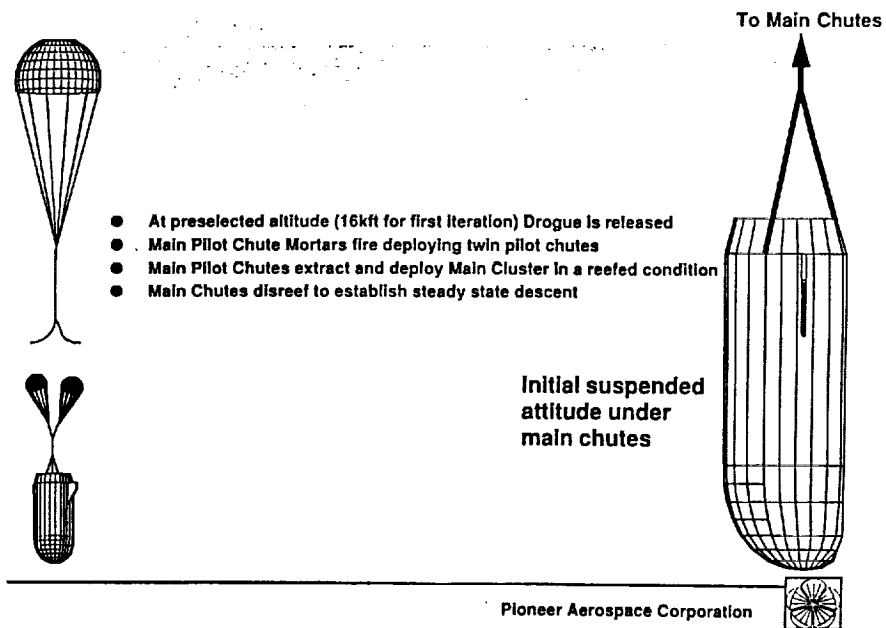 To Main Chutes
● At preselected altitude (16kft for first iteration) Drogue is released
● Main Pilot Chute Mortars fire deploying twin pilot chutes
● Main Pilot Chutes extract and deploy Main Cluster in a reefed condition
● Main Chutes disreef to establish steady state descent
Initial suspended
attitude under
main chutes
Pioneer Aerospace Corporation